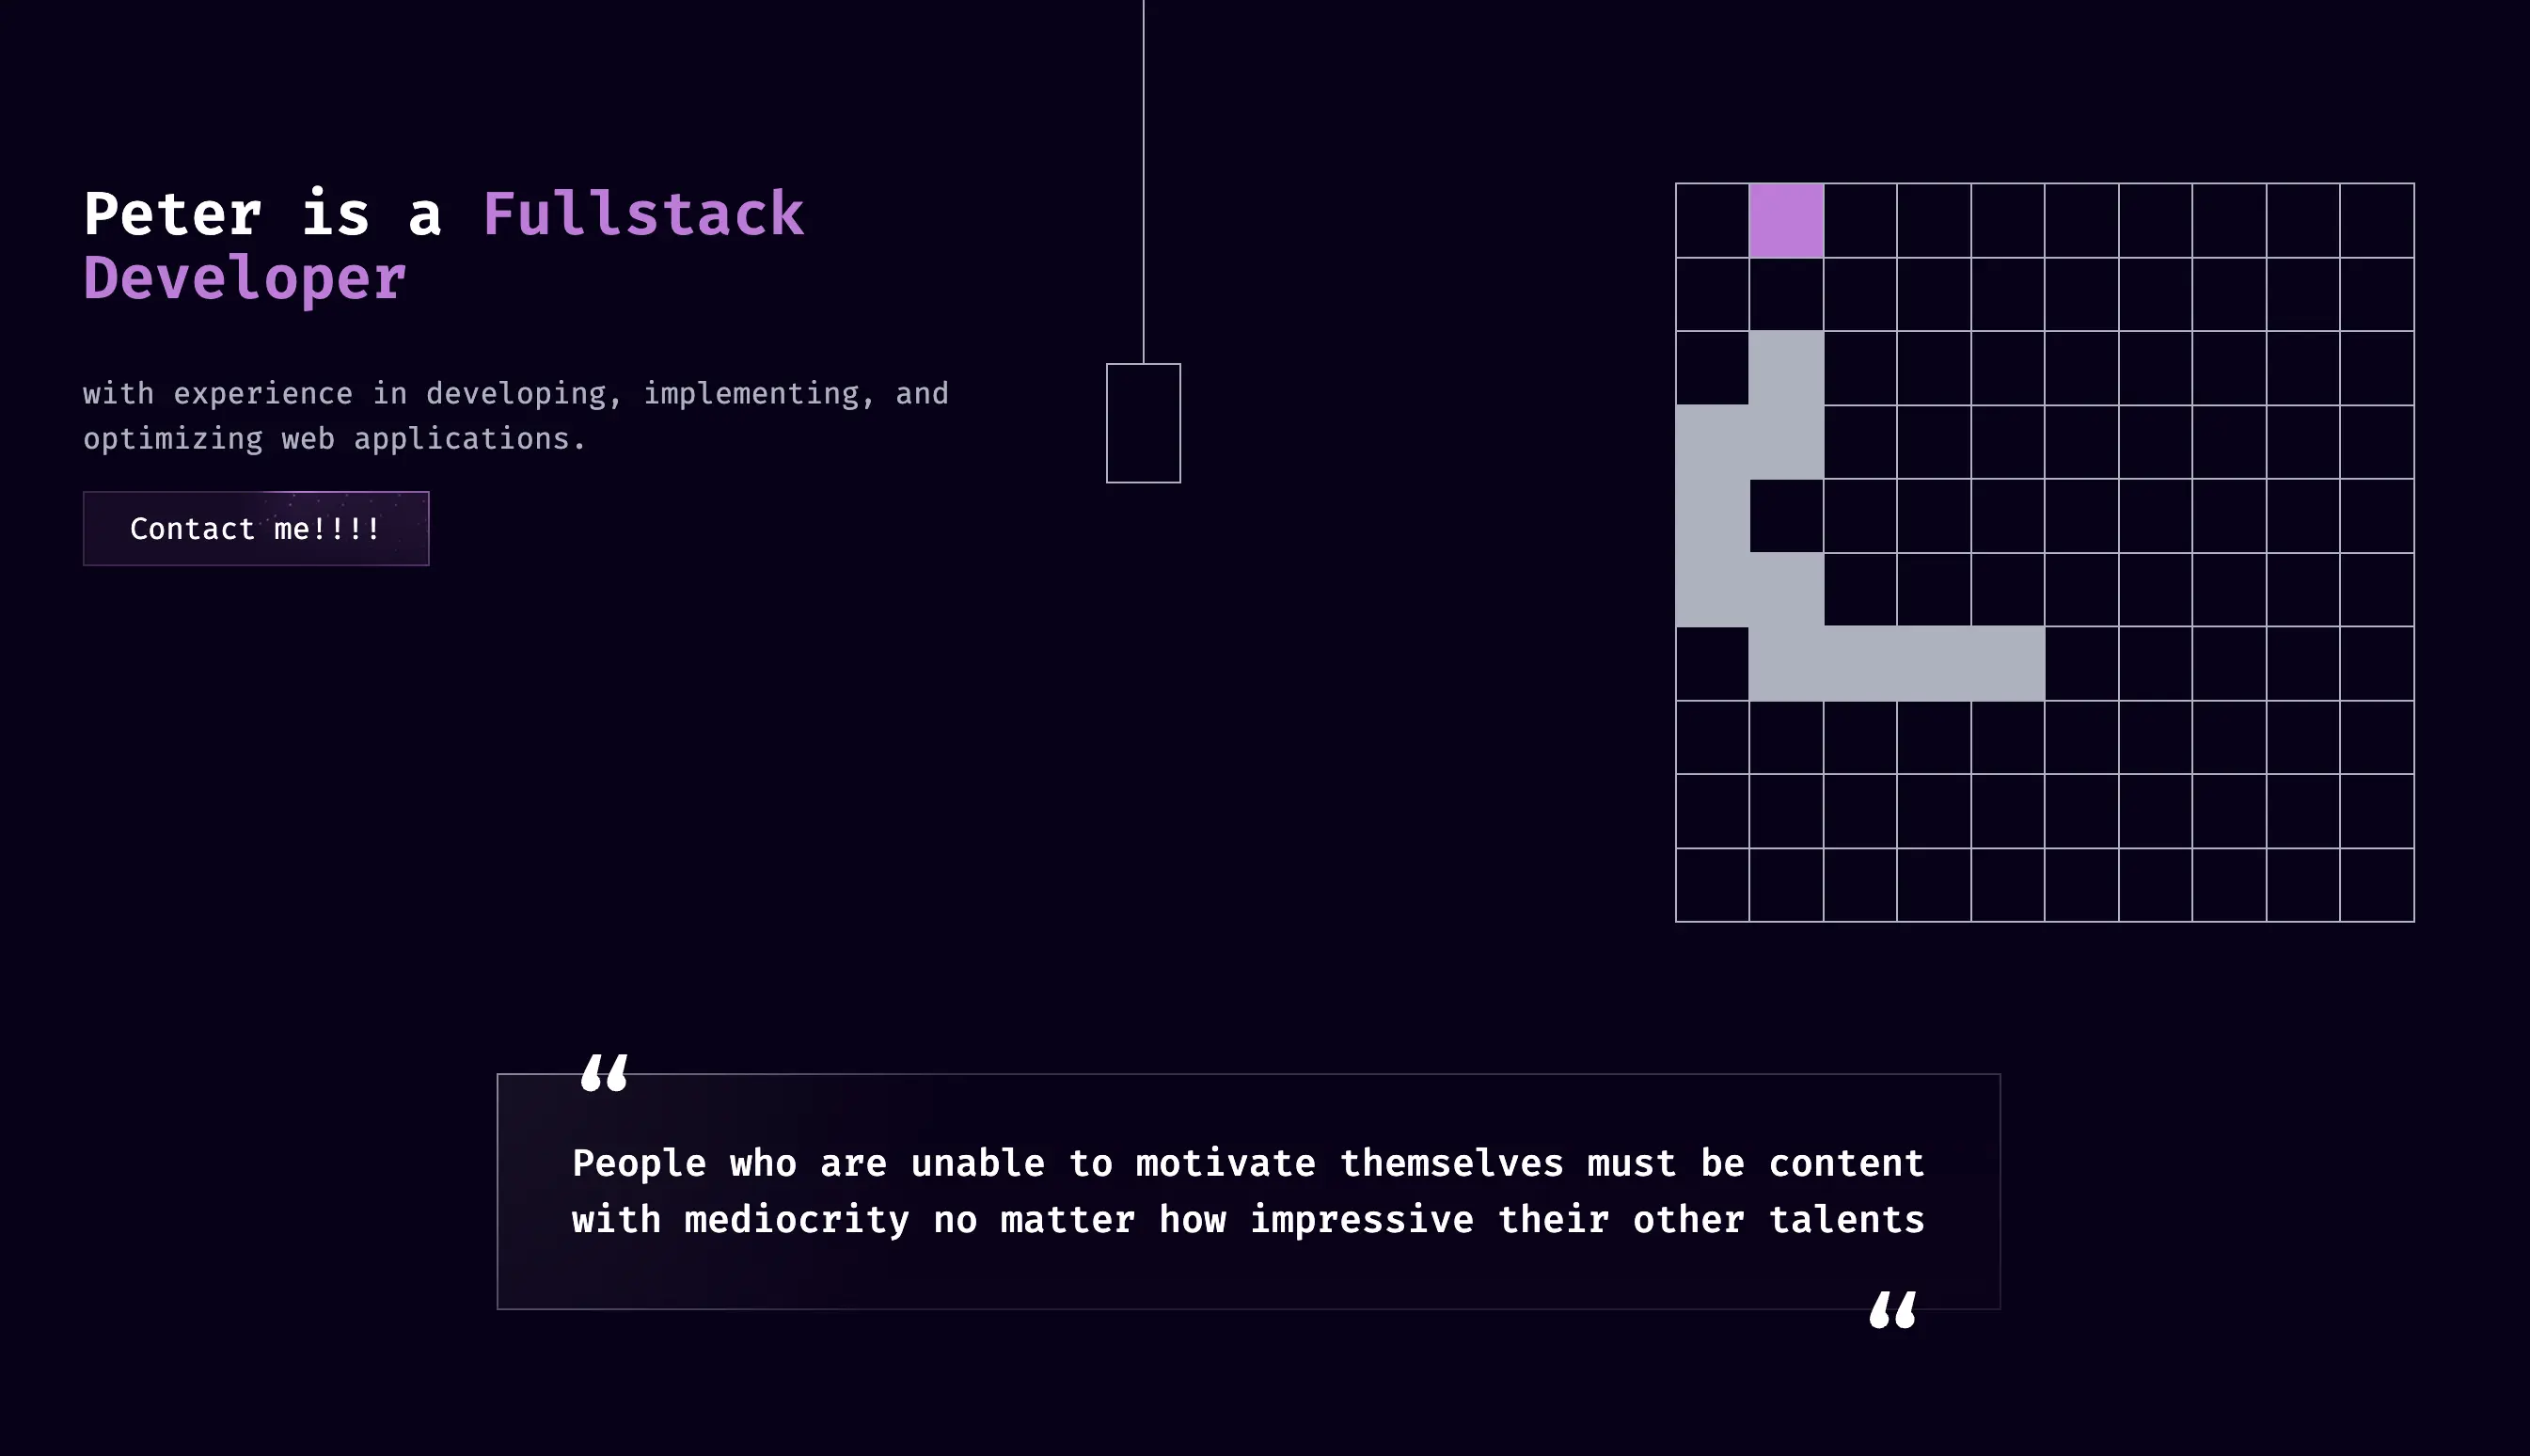 Peter is a Fullstack
Developer
with experience in developing, implementing, and
optimizing web applications.
Contact me!!!!
“
People who are unable to motivate themselves must be content
with mediocrity no matter how impressive their other talents
“